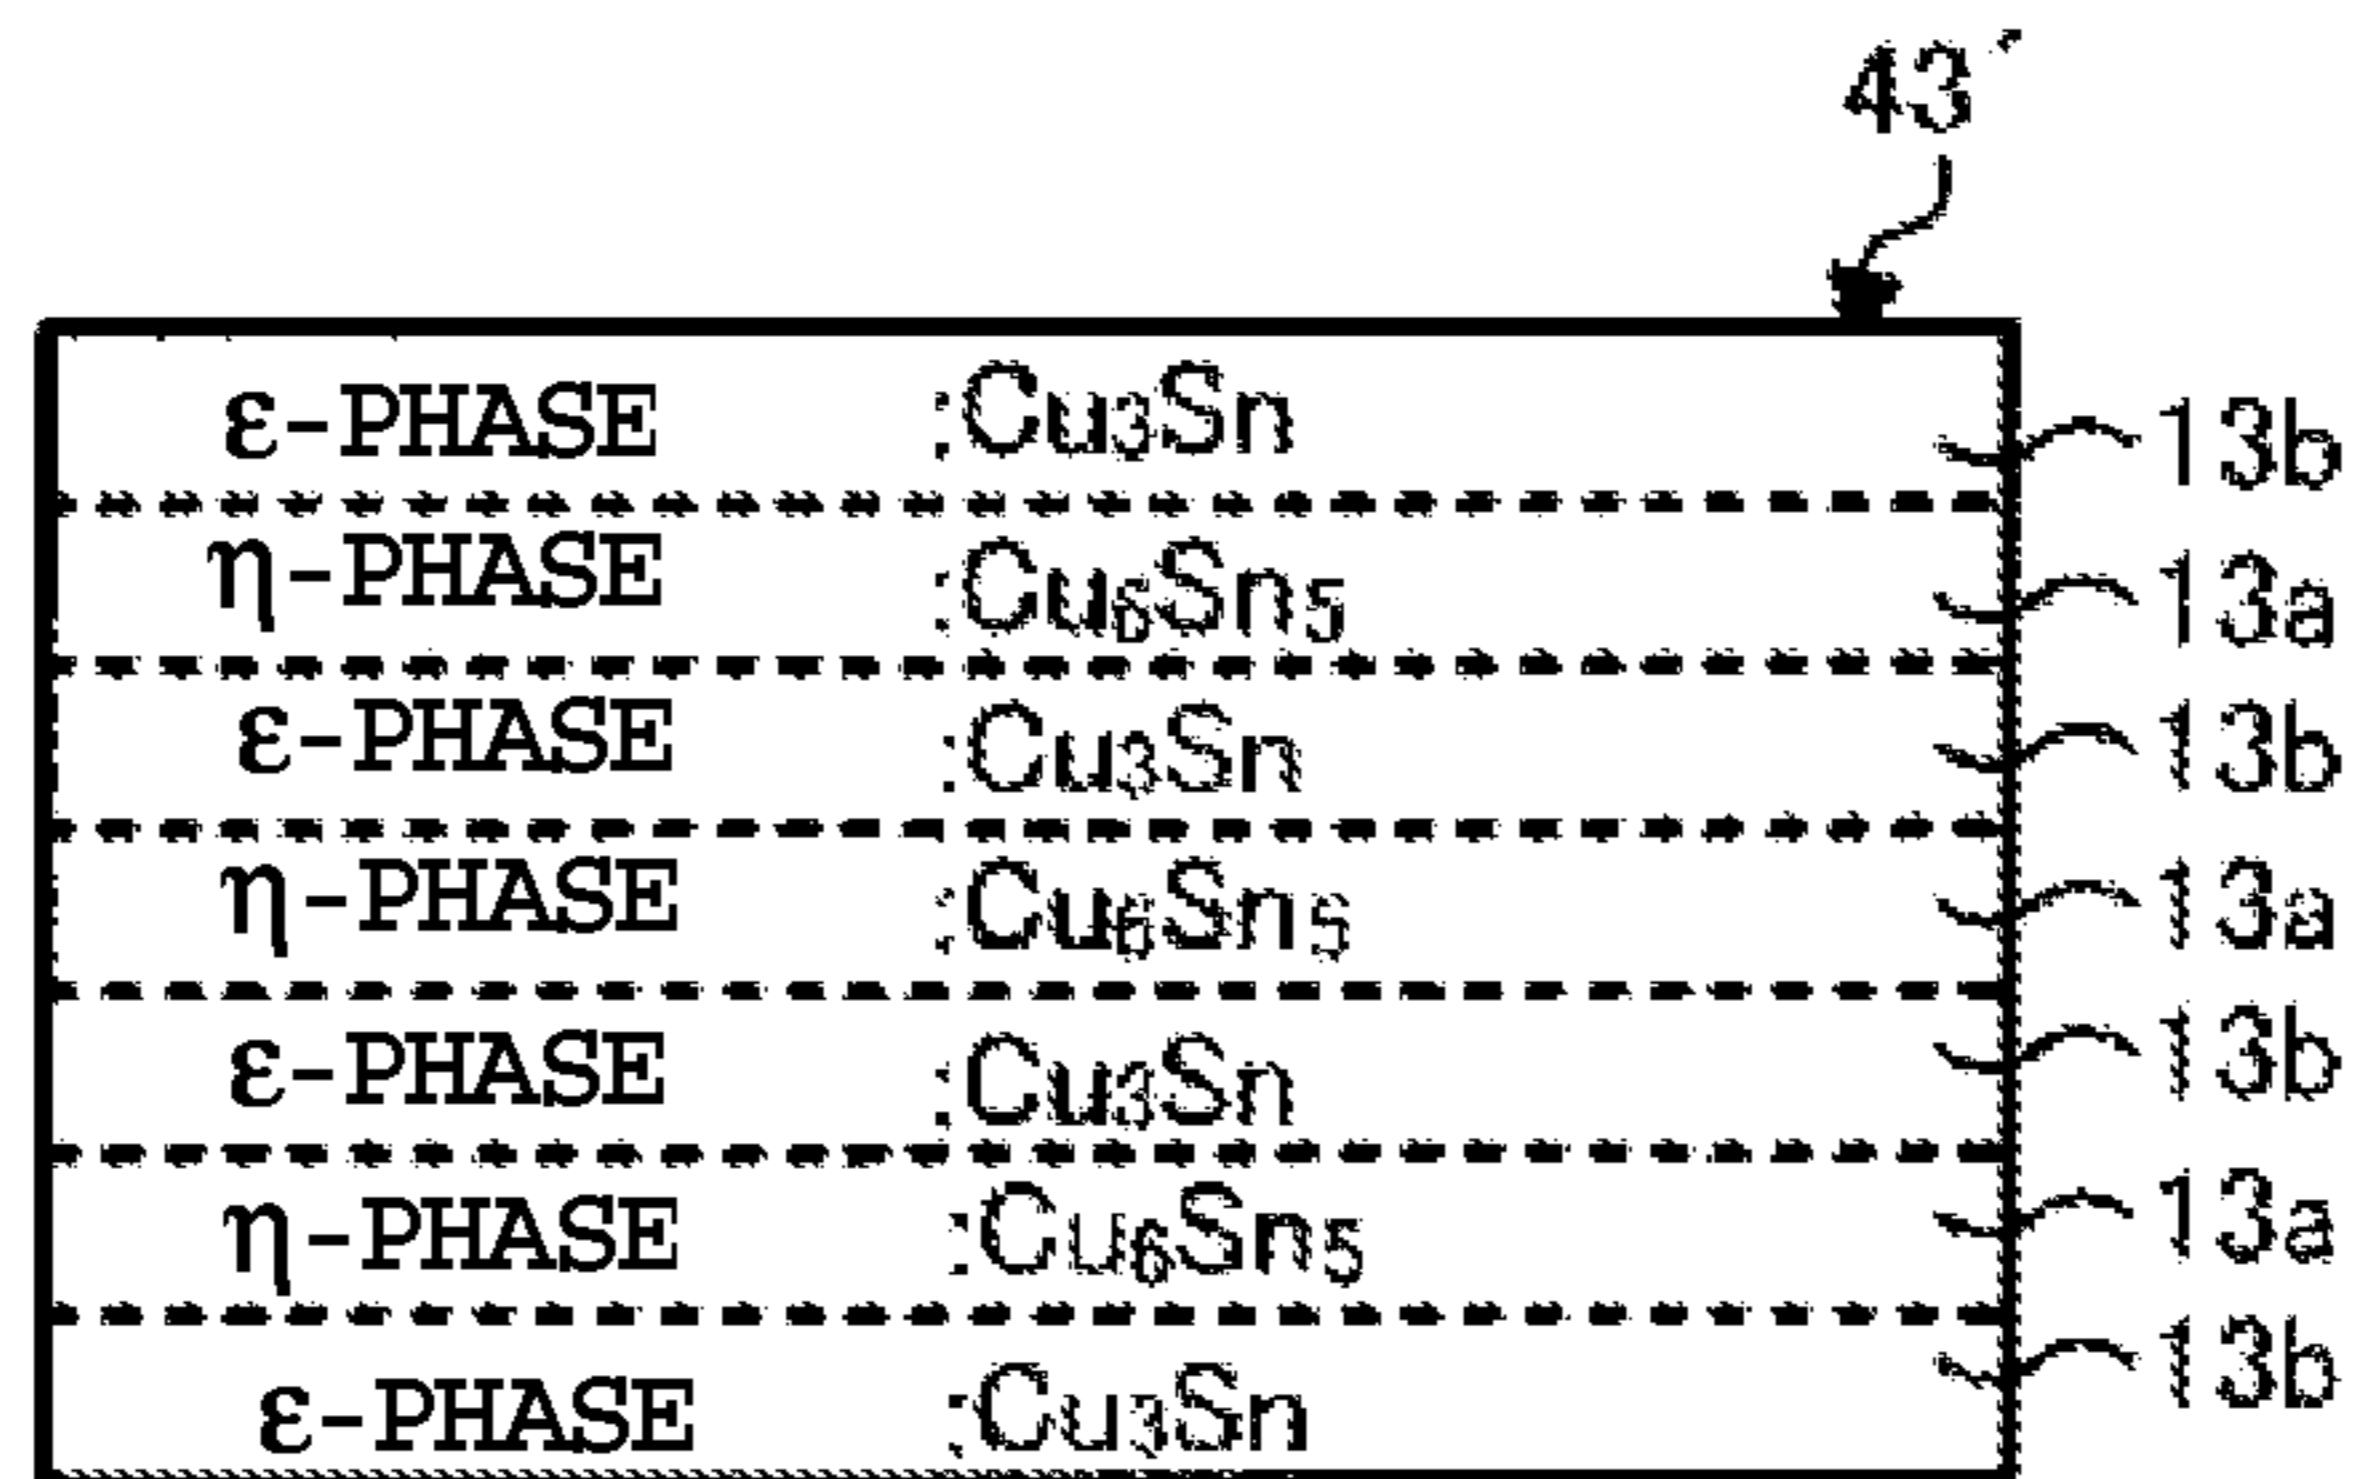 43´
ε-PHASE :Cu₃Sn 13b
η-PHASE :Cu₆Sn₅ 13a
ε-PHASE :Cu₃Sn 13b
η-PHASE :Cu₆Sn₅ 13a
ε-PHASE :Cu₃Sn 13b
η-PHASE :Cu₆Sn₅ 13a
ε-PHASE :Cu₃Sn 13b